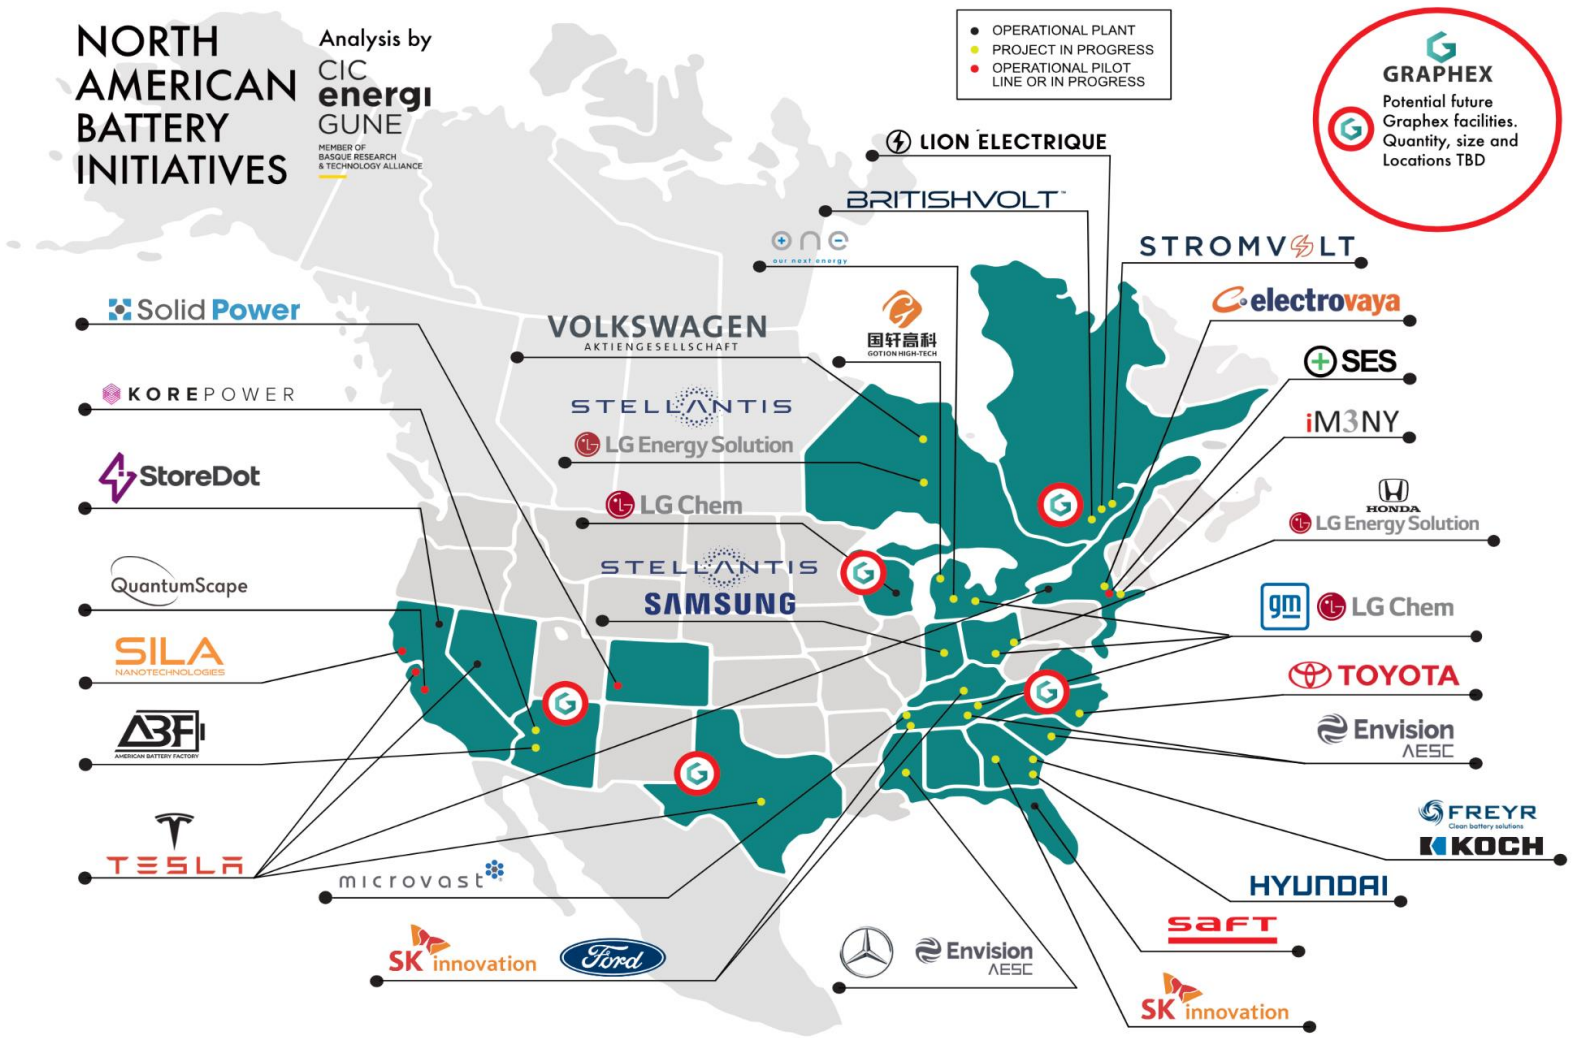 NORTH
AMERICAN
BATTERY
INITIATIVES
Analysis by
CIC
energi
GUNE
MEMBER OF
BASQUE RESEARCH
& TECHNOLOGY ALLIANCE
OPERATIONAL PLANT
PROJECT IN PROGRESS
OPERATIONAL PILOT
LINE OR IN PROGRESS
GRAPHEX
Potential future
Graphex facilities.
Quantity, size and
Locations TBD
LION ÉLECTRIQUE
BRITISHVOLT™
one
our next energy
STROMVOLT
electrovaya
SES
iM3NY
HONDA
LG Energy Solution
gm LG Chem
TOYOTA
Envision
AESC
FREYR
Clean battery solutions
KOCH
HYUNDAI
saft
SK innovation
Solid Power
KOREPOWER
StoreDot
QuantumScape
SILA
NANOTECHNOLOGIES
ABF
AMERICAN BATTERY FACTORY
TESLA
microvast
SK innovation Ford
Envision
AESC
VOLKSWAGEN
AKTIENGESELLSCHAFT
国轩高科
GOTION HIGH-TECH
STELLANTIS
LG Energy Solution
LG Chem
STELLANTIS
SAMSUNG